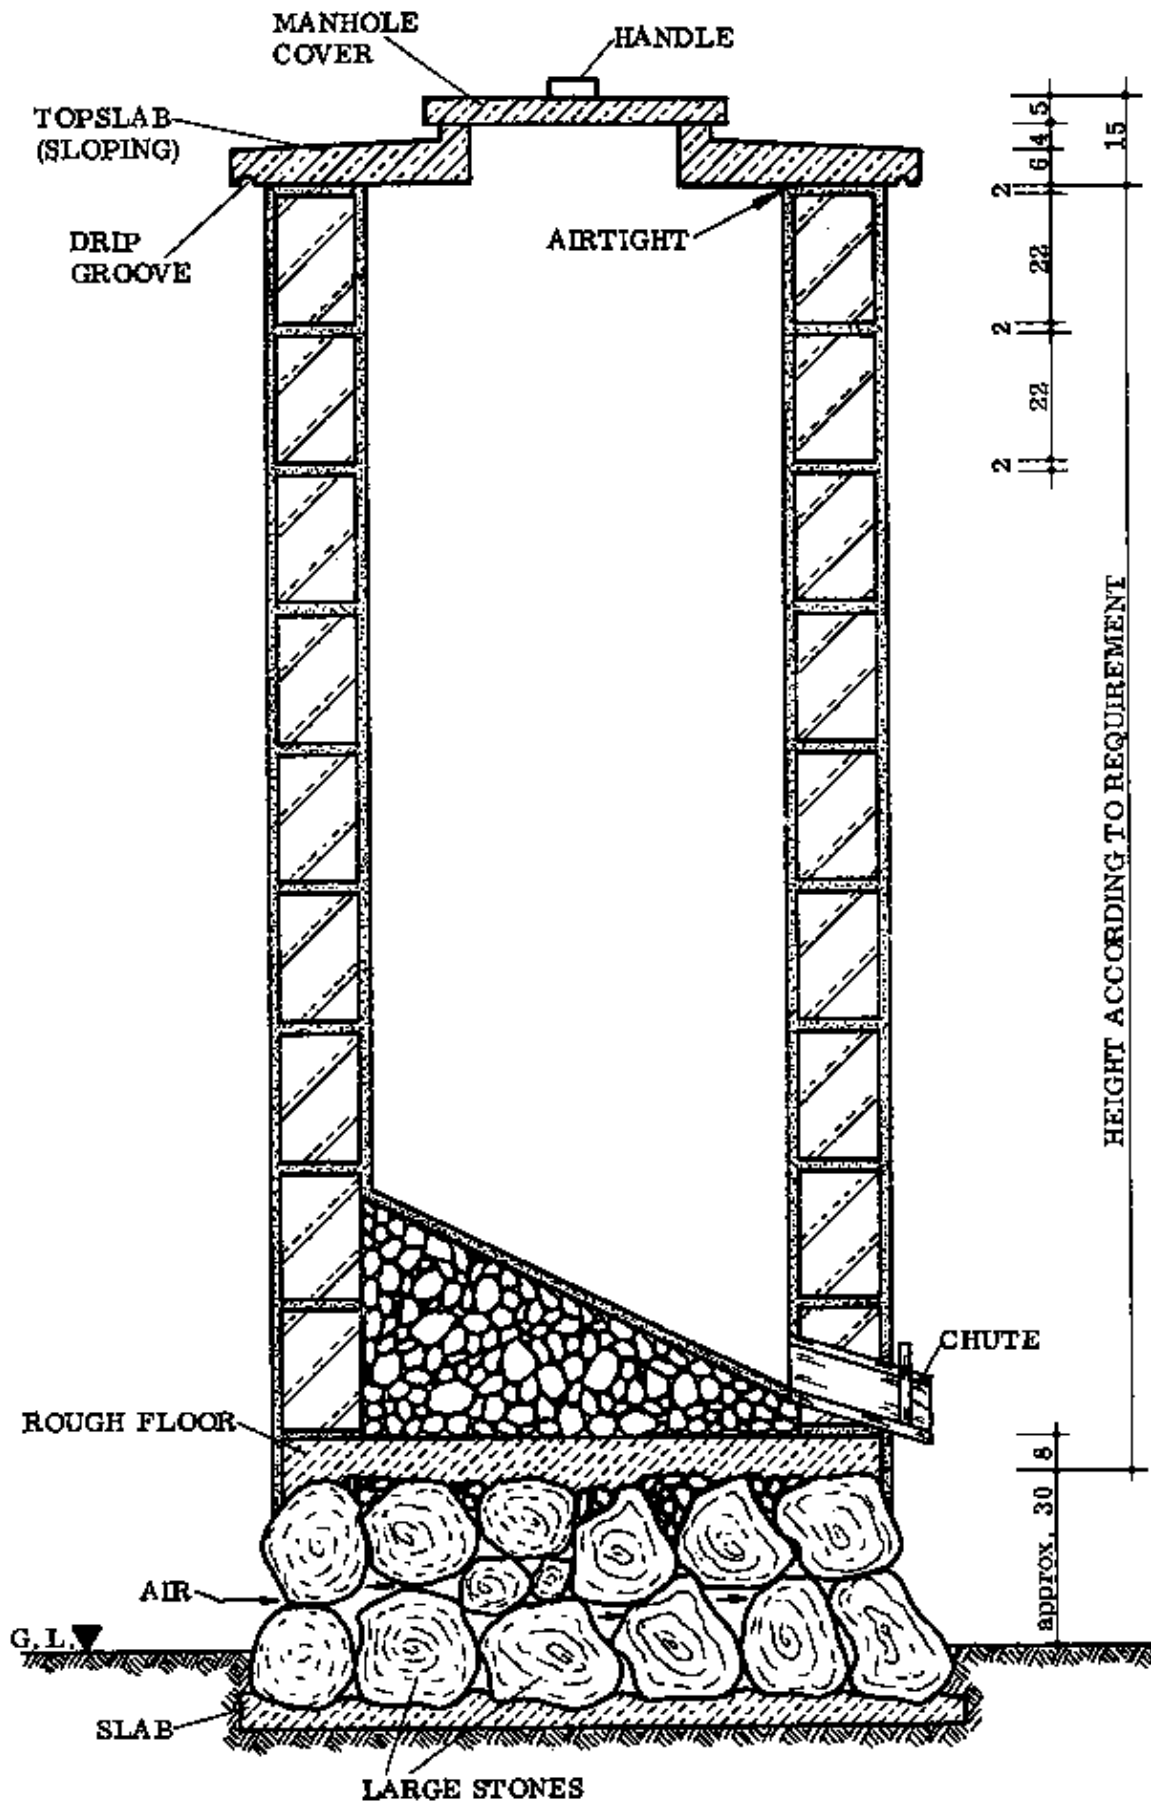 MANHOLE
COVER
HANDLE
TOPSLAB
(SLOPING)
DRIP
GROOVE
AIRTIGHT
5
4
6
15
2
22
2
22
2
HEIGHT ACCORDING TO REQUIREMENT
CHUTE
ROUGH FLOOR
8
approx. 30
AIR
G. L.
SLAB
LARGE STONES